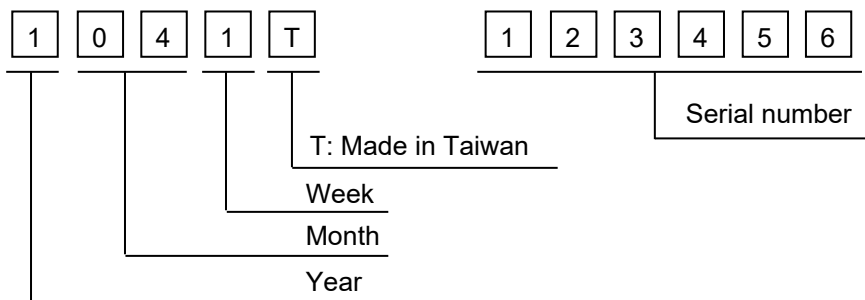 1 0 4 1 T 1 2 3 4 5 6
Serial number
T: Made in Taiwan
Week
Month
Year